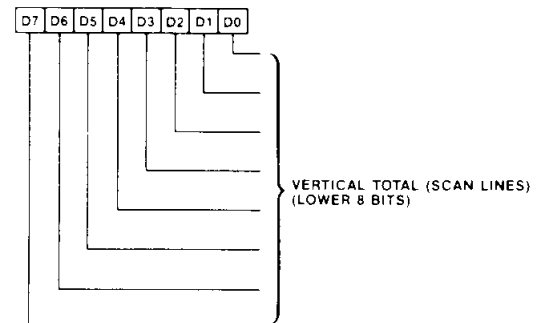 D7 D6 D5 D4 D3 D2 D1 D0
VERTICAL TOTAL (SCAN LINES)
(LOWER 8 BITS)